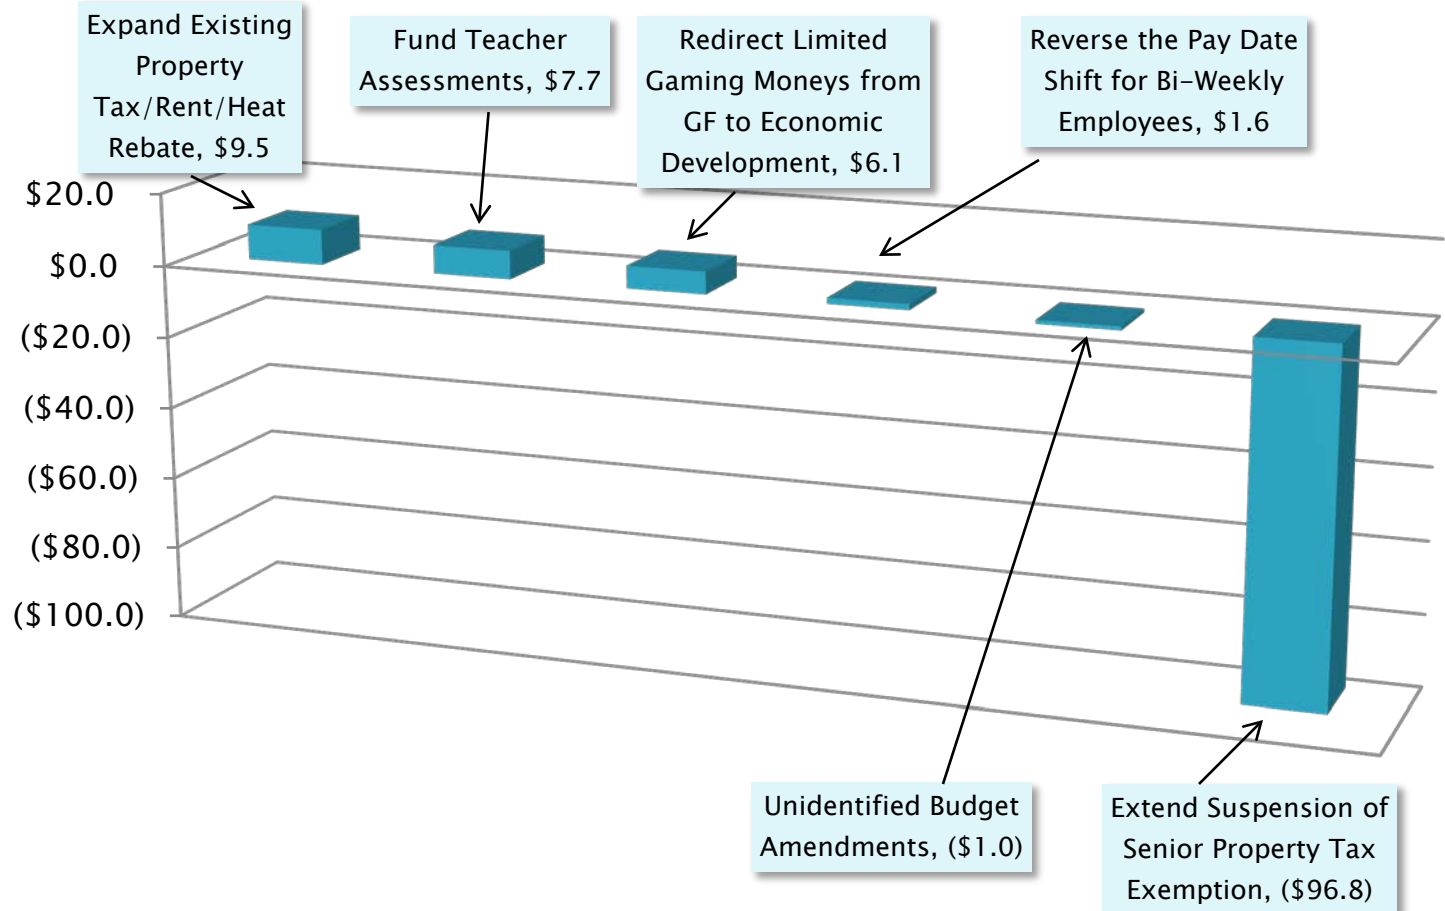 Expand Existing
Property
Tax/Rent/Heat
Rebate, $9.5
Fund Teacher
Assessments, $7.7
Redirect Limited
Gaming Moneys from
GF to Economic
Development, $6.1
Reverse the Pay Date
Shift for Bi-Weekly
Employees, $1.6
$20.0
$0.0
($20.0)
($40.0)
($60.0)
($80.0)
($100.0)
Unidentified Budget
Amendments, ($1.0)
Extend Suspension of
Senior Property Tax
Exemption, ($96.8)